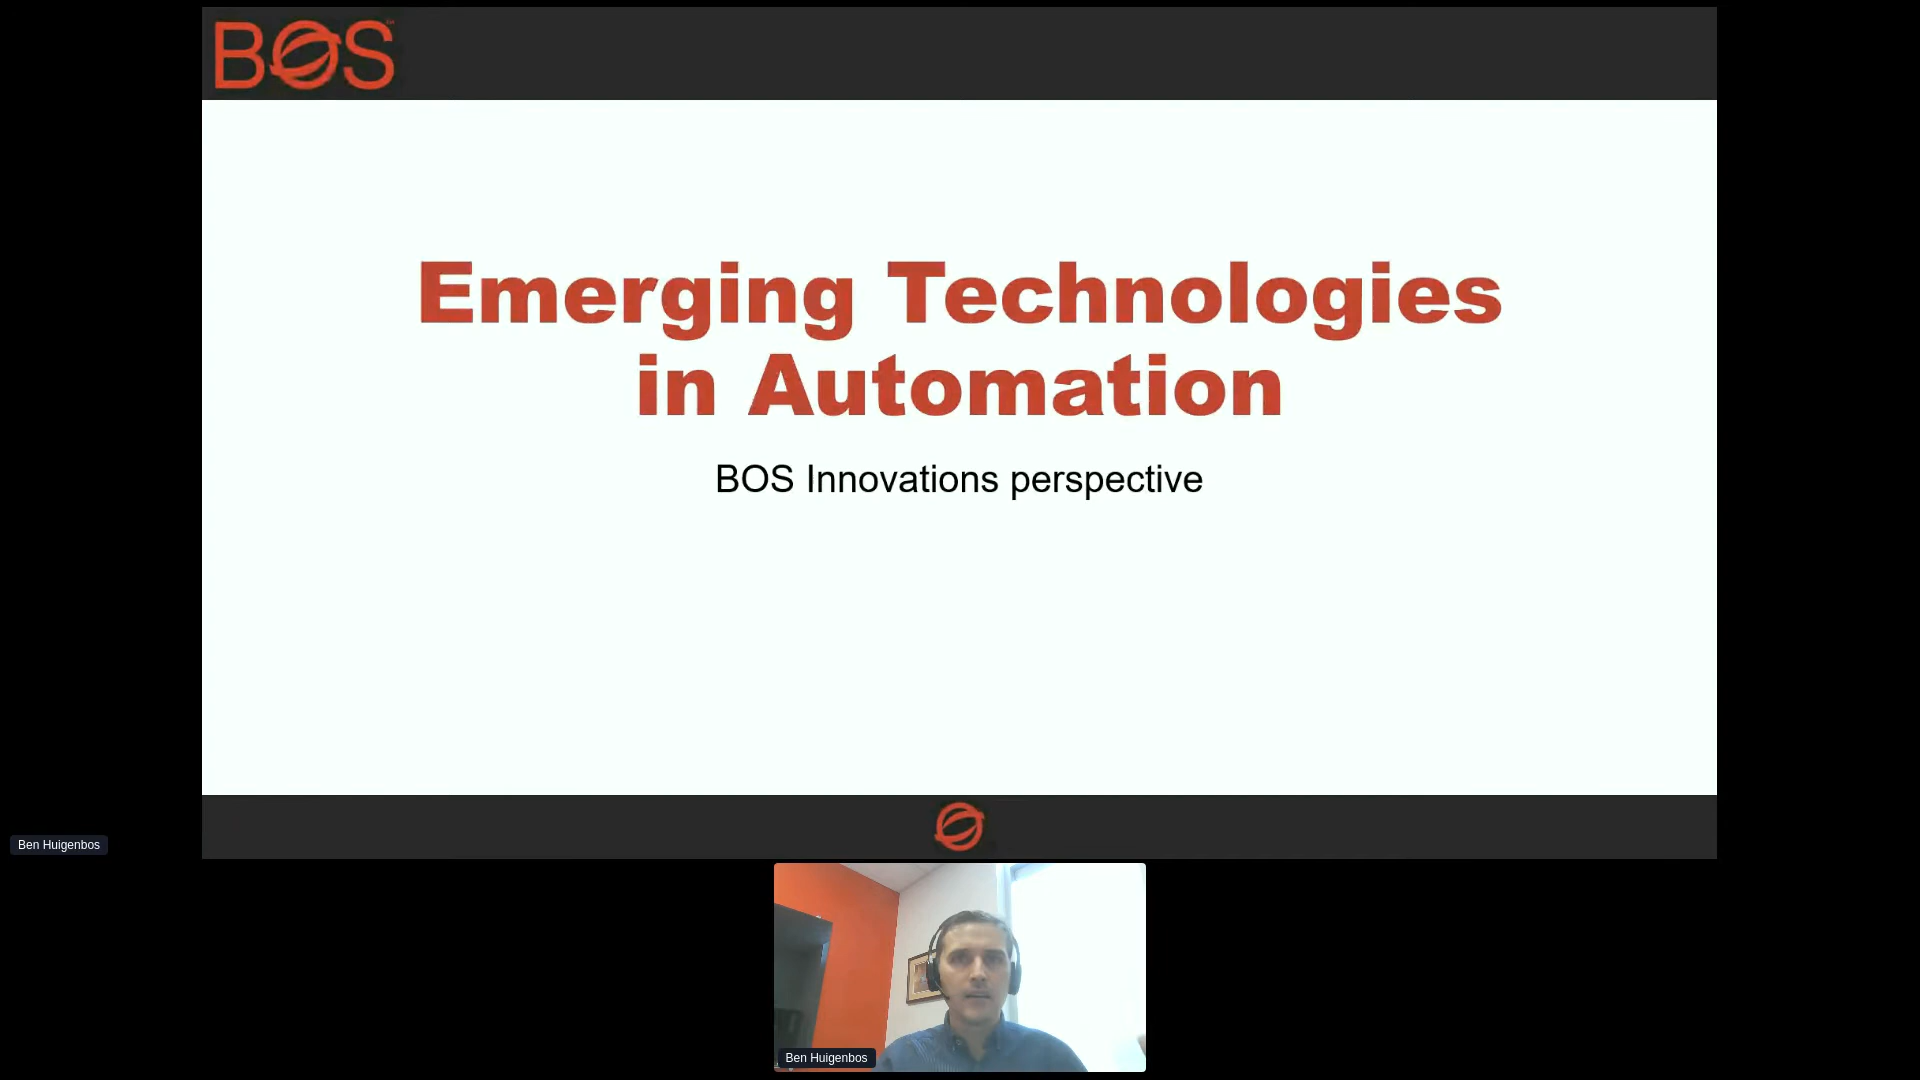 BOS
Emerging Technologies
in Automation
BOS Innovations perspective
Ben Huigenbos
Ben Huigenbos